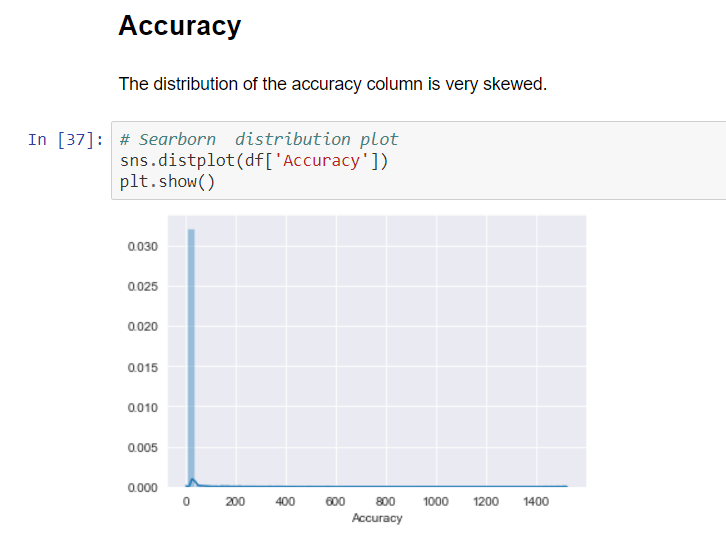 Accuracy
The distribution of the accuracy column is very skewed.
In [37]: # Searborn  distribution plot
sns.distplot(df['Accuracy'])
plt.show()
0.030
0.025
0.020
0.015
0.010
0.005
0.000
0 200 400 600 800 1000 1200 1400
Accuracy